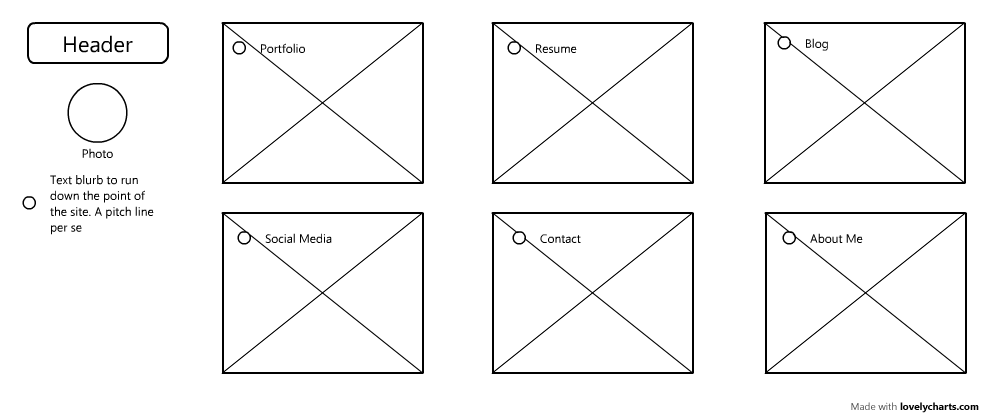 Header
Photo
Text blurb to run
down the point of
the site. A pitch line
per se
Portfolio
Resume
Blog
Social Media
Contact
About Me
Made with lovelycharts.com